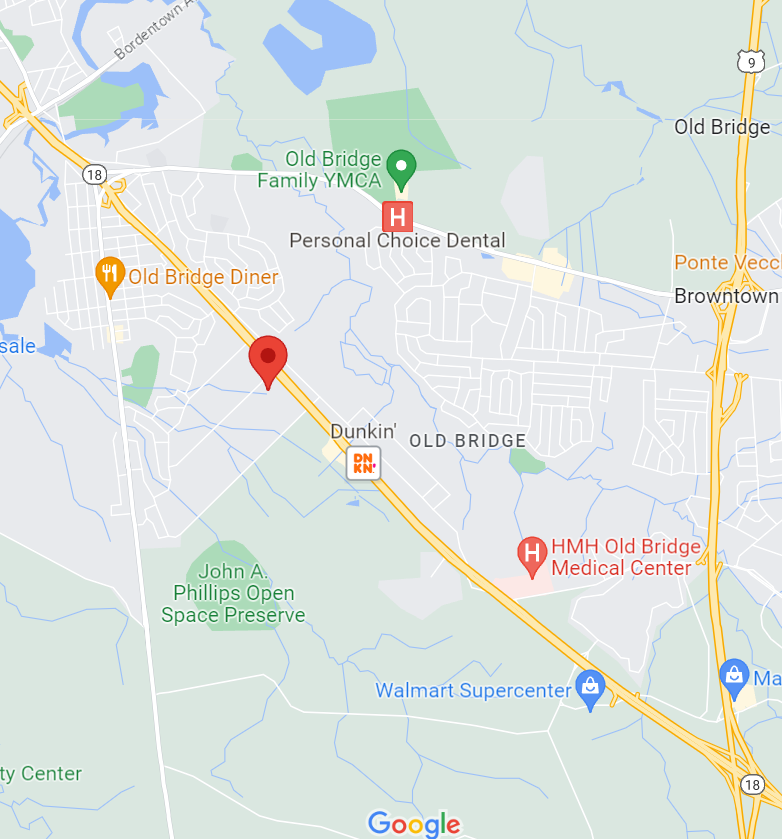 Bordentown A
9
Old Bridge
18
Old Bridge
Family YMCA
H
Personal Choice Dental
Ponte Vecc
Old Bridge Diner
Browntown
sale
Dunkin'
OLD BRIDGE
DN
KN'
H
HMH Old Bridge
Medical Center
John A.
Phillips Open
Space Preserve
Walmart Supercenter
Ma
ty Center
18
Google